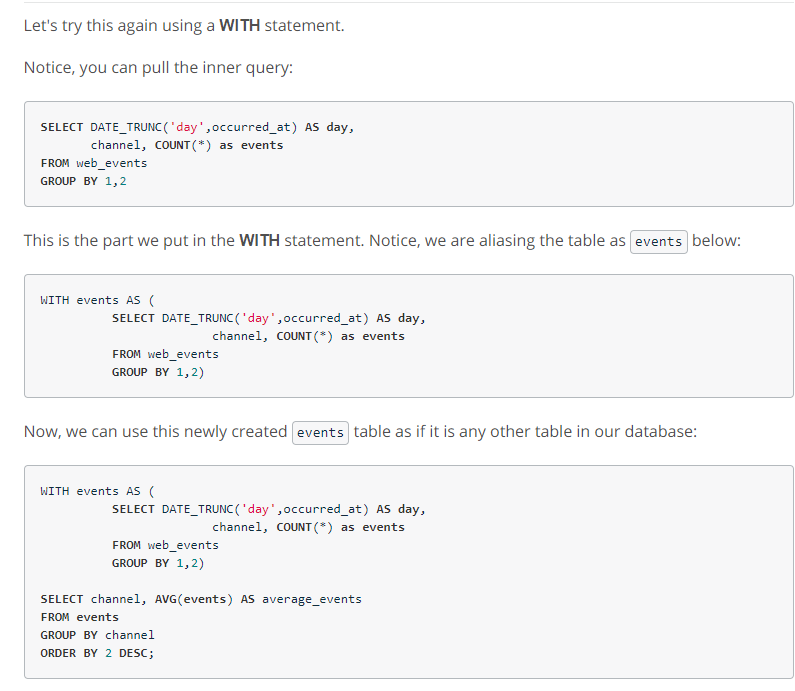 Let's try this again using a WITH statement.
Notice, you can pull the inner query:
SELECT DATE_TRUNC('day',occurred_at) AS day,
       channel, COUNT(*) as events
FROM web_events
GROUP BY 1,2
This is the part we put in the WITH statement. Notice, we are aliasing the table as events below:
WITH events AS (
          SELECT DATE_TRUNC('day',occurred_at) AS day,
                        channel, COUNT(*) as events
          FROM web_events
          GROUP BY 1,2)
Now, we can use this newly created events table as if it is any other table in our database:
WITH events AS (
          SELECT DATE_TRUNC('day',occurred_at) AS day,
                        channel, COUNT(*) as events
          FROM web_events
          GROUP BY 1,2)
SELECT channel, AVG(events) AS average_events
FROM events
GROUP BY channel
ORDER BY 2 DESC;